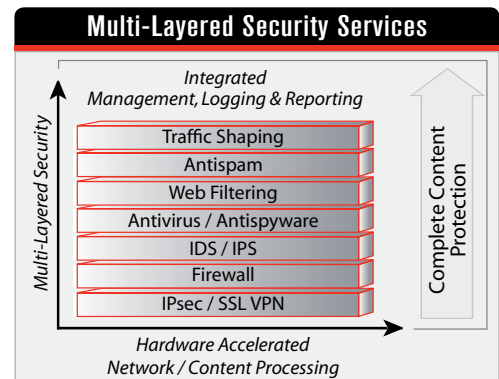 Multi-Layered Security Services
Integrated
Management, Logging & Reporting
Multi-Layered Security
Traffic Shaping
Antispam
Web Filtering
Antivirus / Antispyware
IDS / IPS
Firewall
IPsec / SSL VPN
Complete Content
Protection
Hardware Accelerated
Network / Content Processing